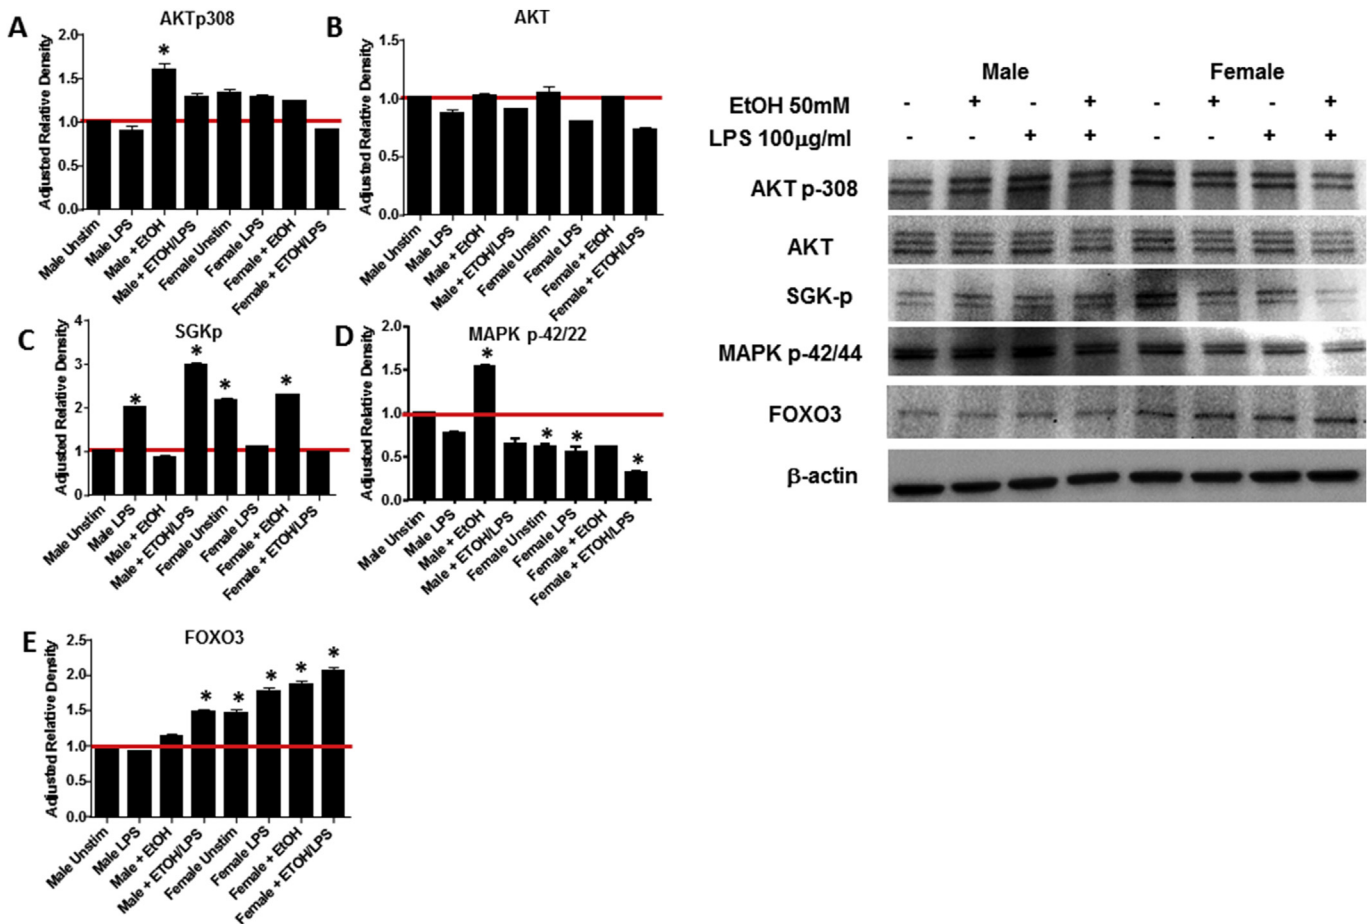 A
AKTp308
Adjusted Relative Density
2.0
1.5
1.0
0.5
0.0
*
Male Unstim
Male LPS
Male + EtOH
Male + ETOH/LPS
Female Unstim
Female LPS
Female + EtOH
Female + ETOH/LPS
B
AKT
Adjusted Relative Density
1.5
1.0
0.5
0.0
Male Unstim
Male LPS
Male + EtOH
Male + ETOH/LPS
Female Unstim
Female LPS
Female + EtOH
Female + ETOH/LPS
C
SGKp
Adjusted Relative Density
4
3
2
1
0
* * * *
Male Unstim
Male LPS
Male + EtOH
Male + ETOH/LPS
Female Unstim
Female LPS
Female + EtOH
Female + ETOH/LPS
D
MAPK p-42/22
Adjusted Relative Density
2.0
1.5
1.0
0.5
0.0
* * * *
Male Unstim
Male LPS
Male + EtOH
Male + ETOH/LPS
Female Unstim
Female LPS
Female + EtOH
Female + ETOH/LPS
E
FOXO3
Adjusted Relative Density
2.5
2.0
1.5
1.0
0.5
0.0
* * * * *
Male Unstim
Male LPS
Male + EtOH
Male + ETOH/LPS
Female Unstim
Female LPS
Female + EtOH
Female + ETOH/LPS
Male Female
EtOH 50mM - + - + - + - +
LPS 100µg/ml - - + + - - + +
AKT p-308
AKT
SGK-p
MAPK p-42/44
FOXO3
β-actin